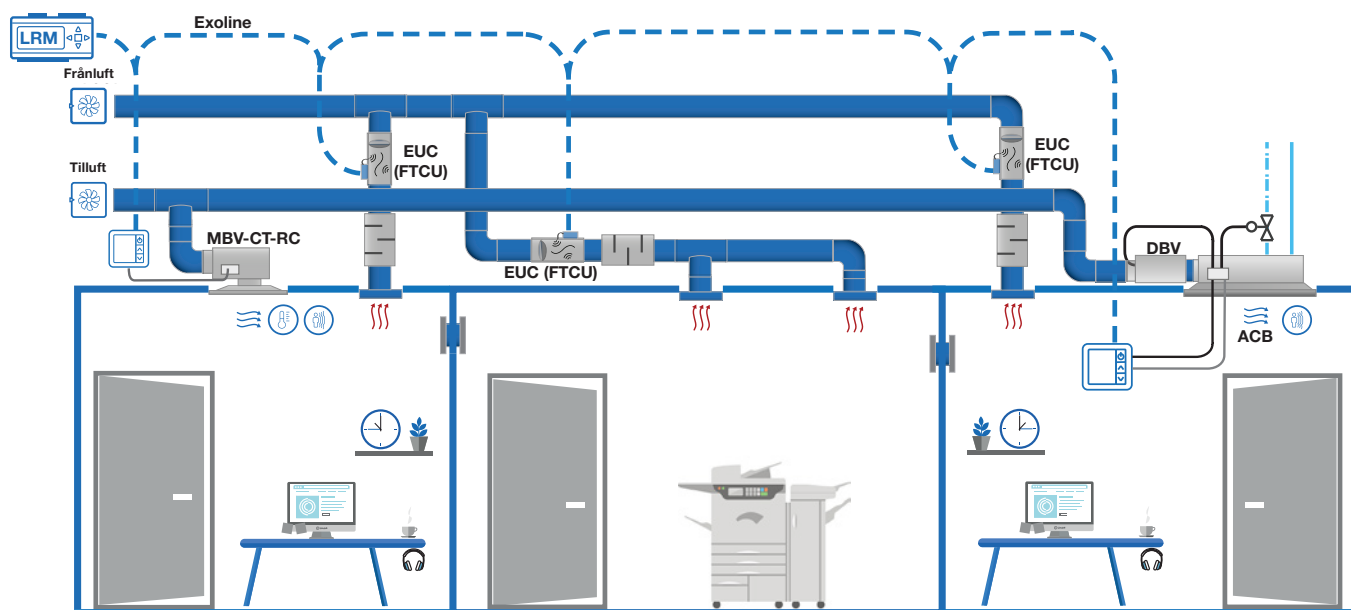 LRM
Exoline
Frånluft
EUC
(FTCU)
EUC
(FTCU)
Tilluft
MBV-CT-RC
EUC (FTCU)
DBV
ACB